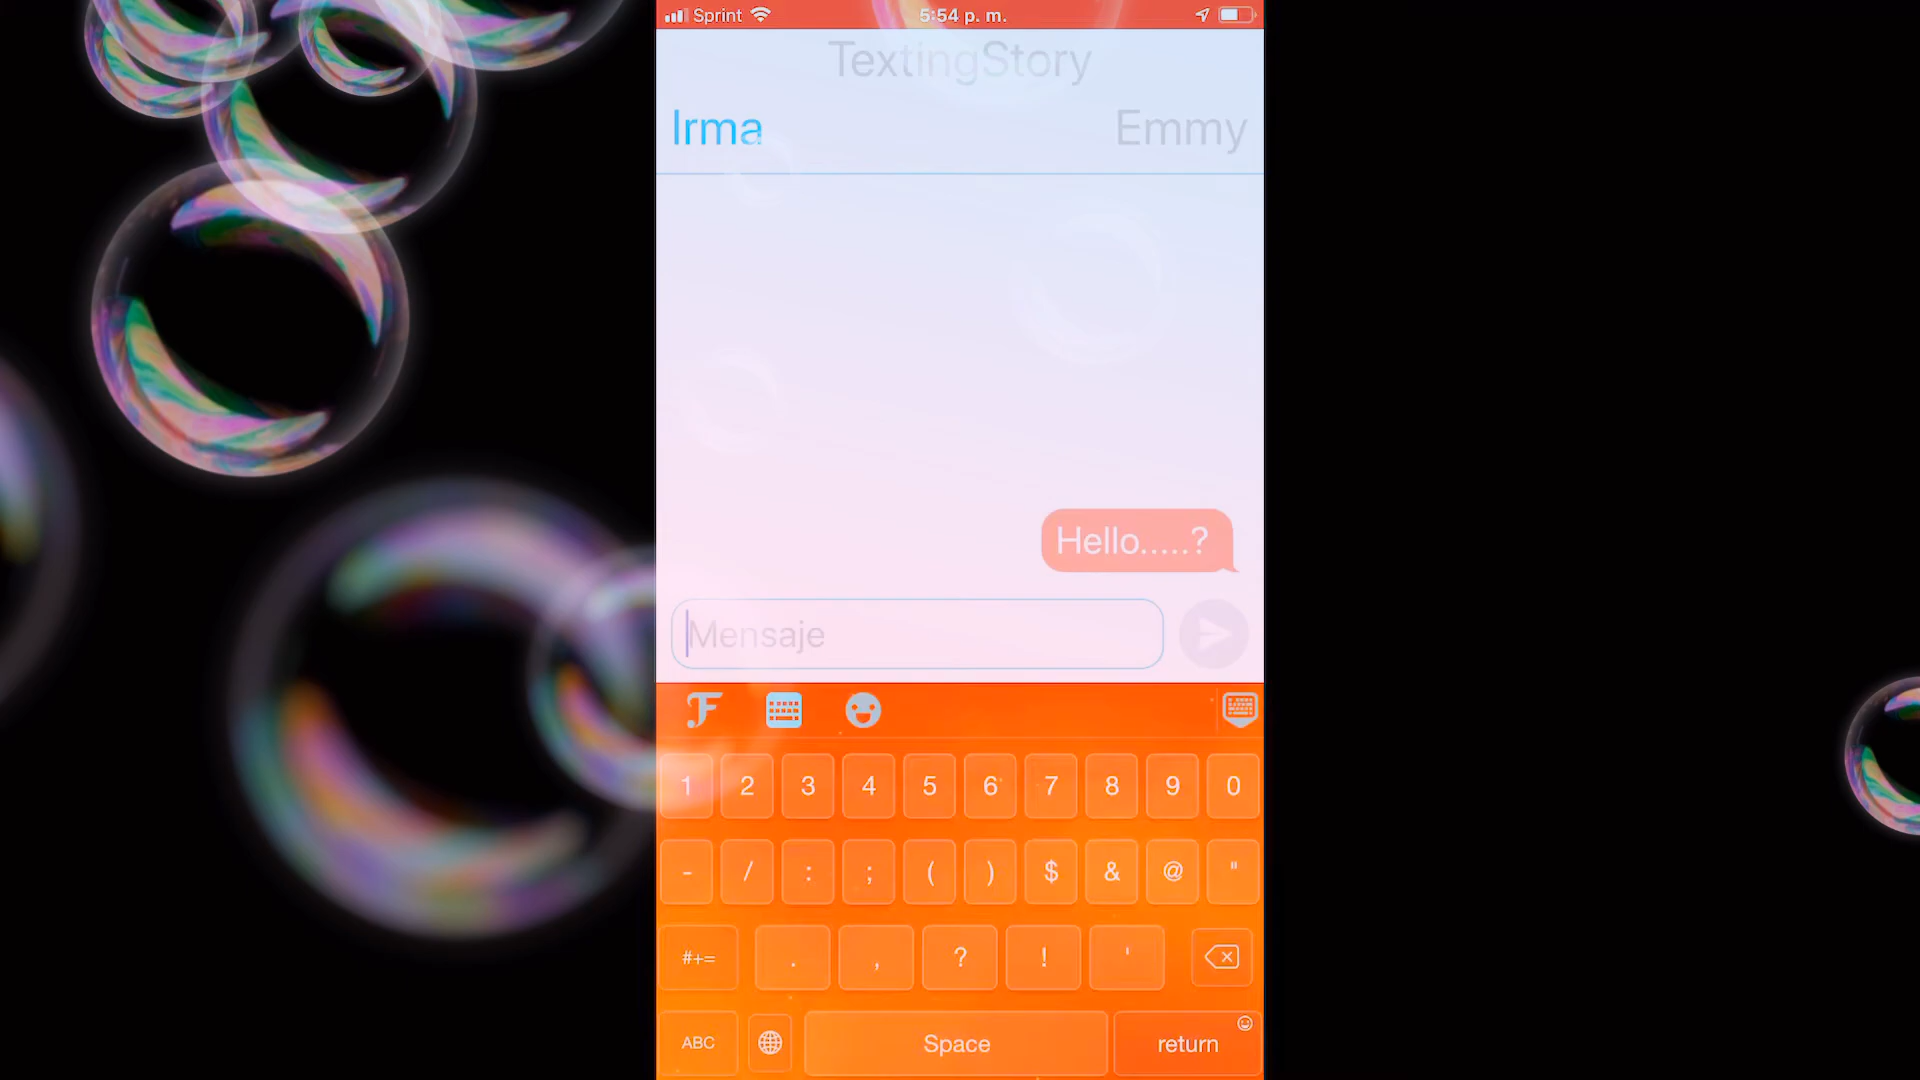 Sprint 5:54 p. m.
TextingStory
Irma Emmy
Hello.....?
Mensaje
1 2 3 4 5 6 7 8 9 0
- / : ; ( ) $ & @ "
#+= . , ? ! '
ABC Space return